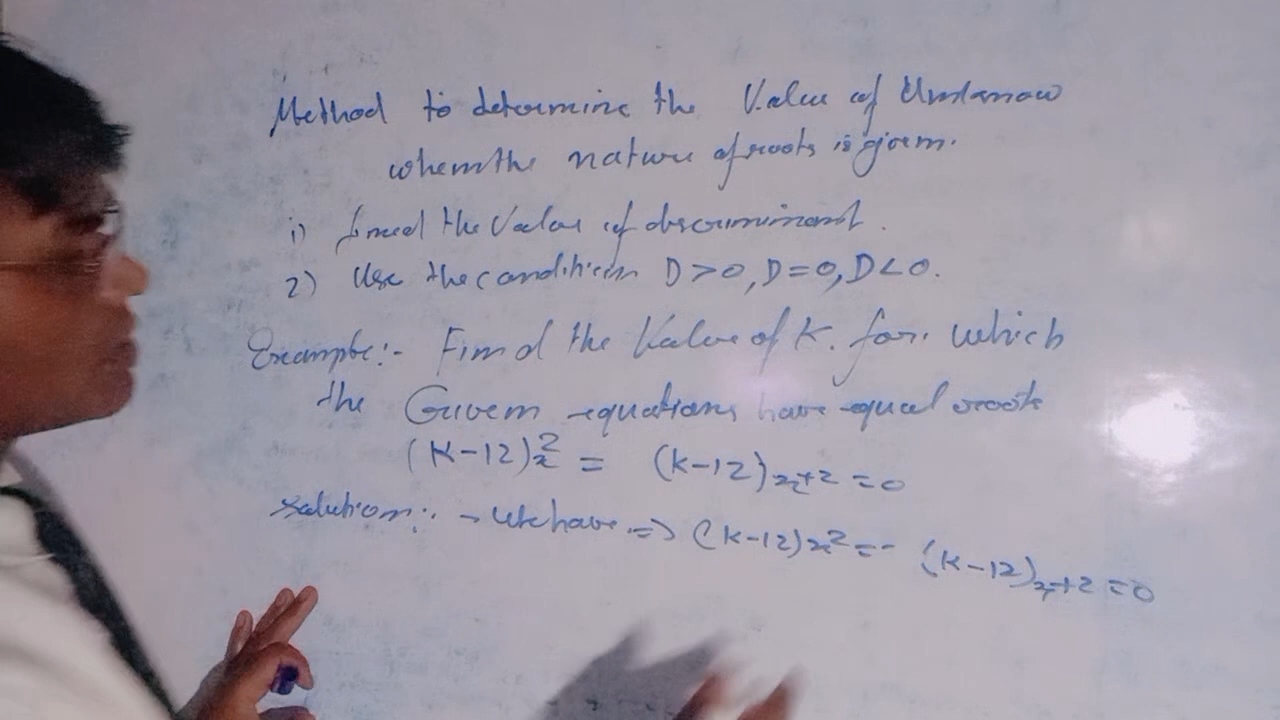 Method to determine the Value of Unknow
when the nature of roots is given.
1) find the Value of discriminant.
2) Use the condition D>0, D=0, D<0.
Example:- Find the Value of K. for which
the Given equations have equal roots
(K-12)x² = (K-12)x+2=0
Solution:- we have => (K-12)x² = (K-12)x+2=0